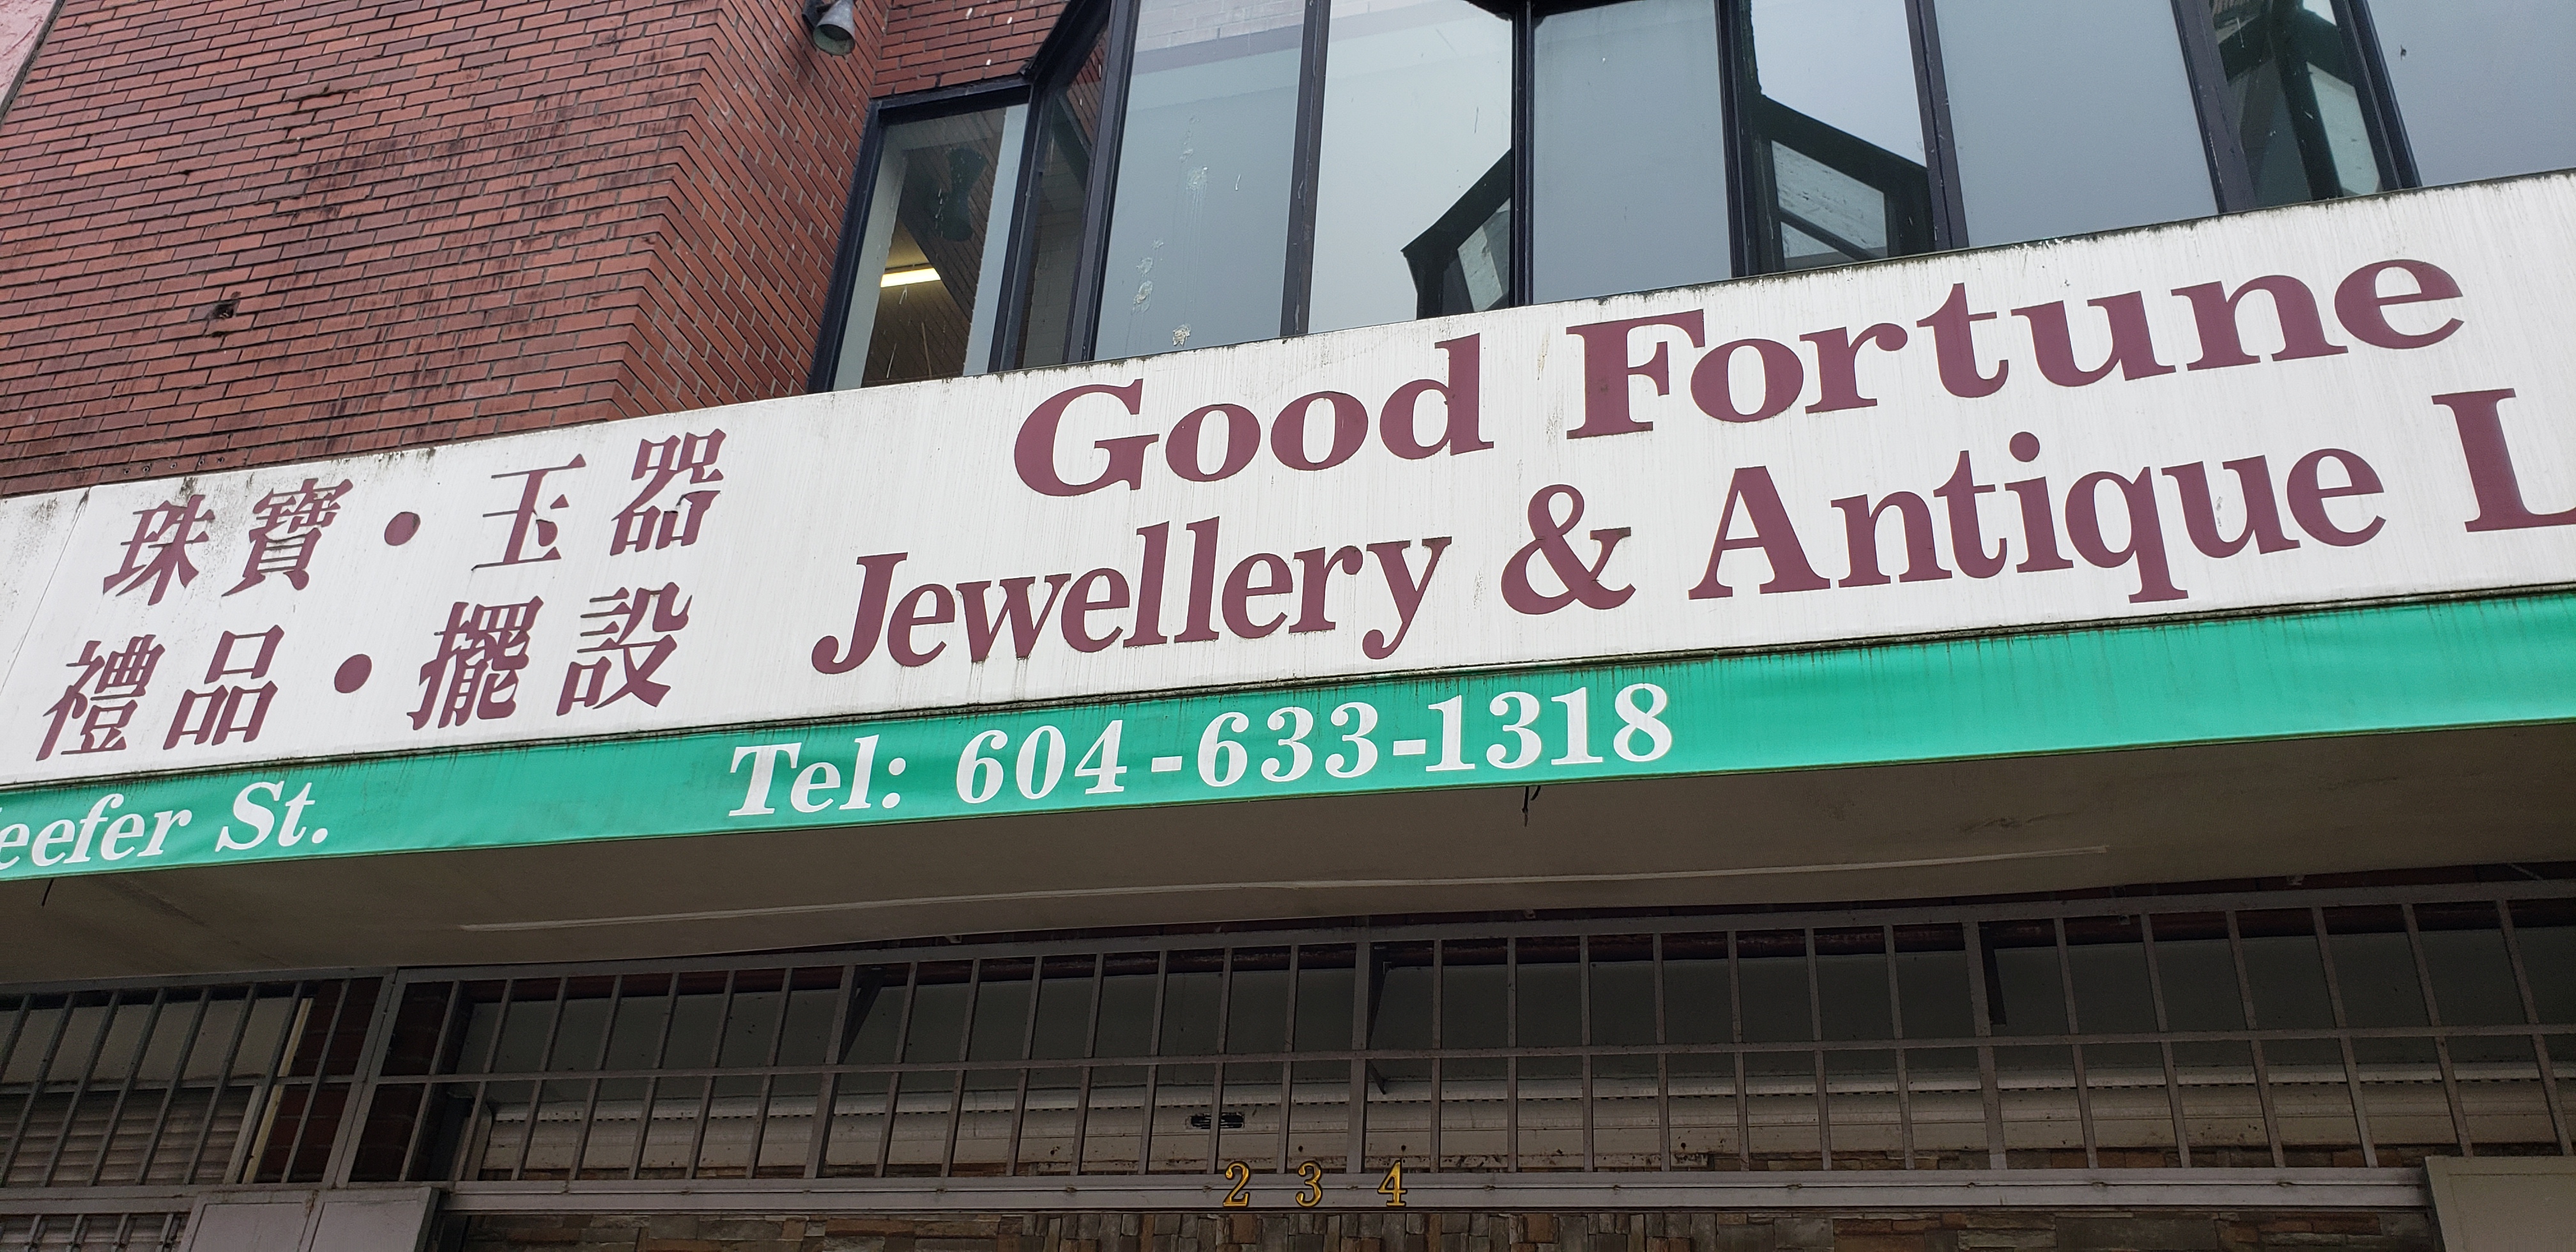 珠寶・玉器
禮品・擺設
Good Fortune
Jewellery & Antique L
eefer St.
Tel: 604-633-1318
234